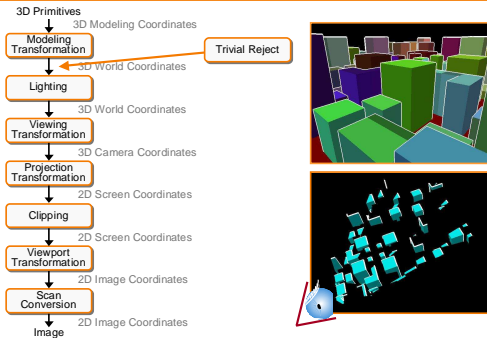 3D Primitives
3D Modeling Coordinates
Modeling
Transformation
Trivial Reject
3D World Coordinates
Lighting
3D World Coordinates
Viewing
Transformation
3D Camera Coordinates
Projection
Transformation
2D Screen Coordinates
Clipping
2D Screen Coordinates
Viewport
Transformation
2D Image Coordinates
Scan
Conversion
2D Image Coordinates
Image